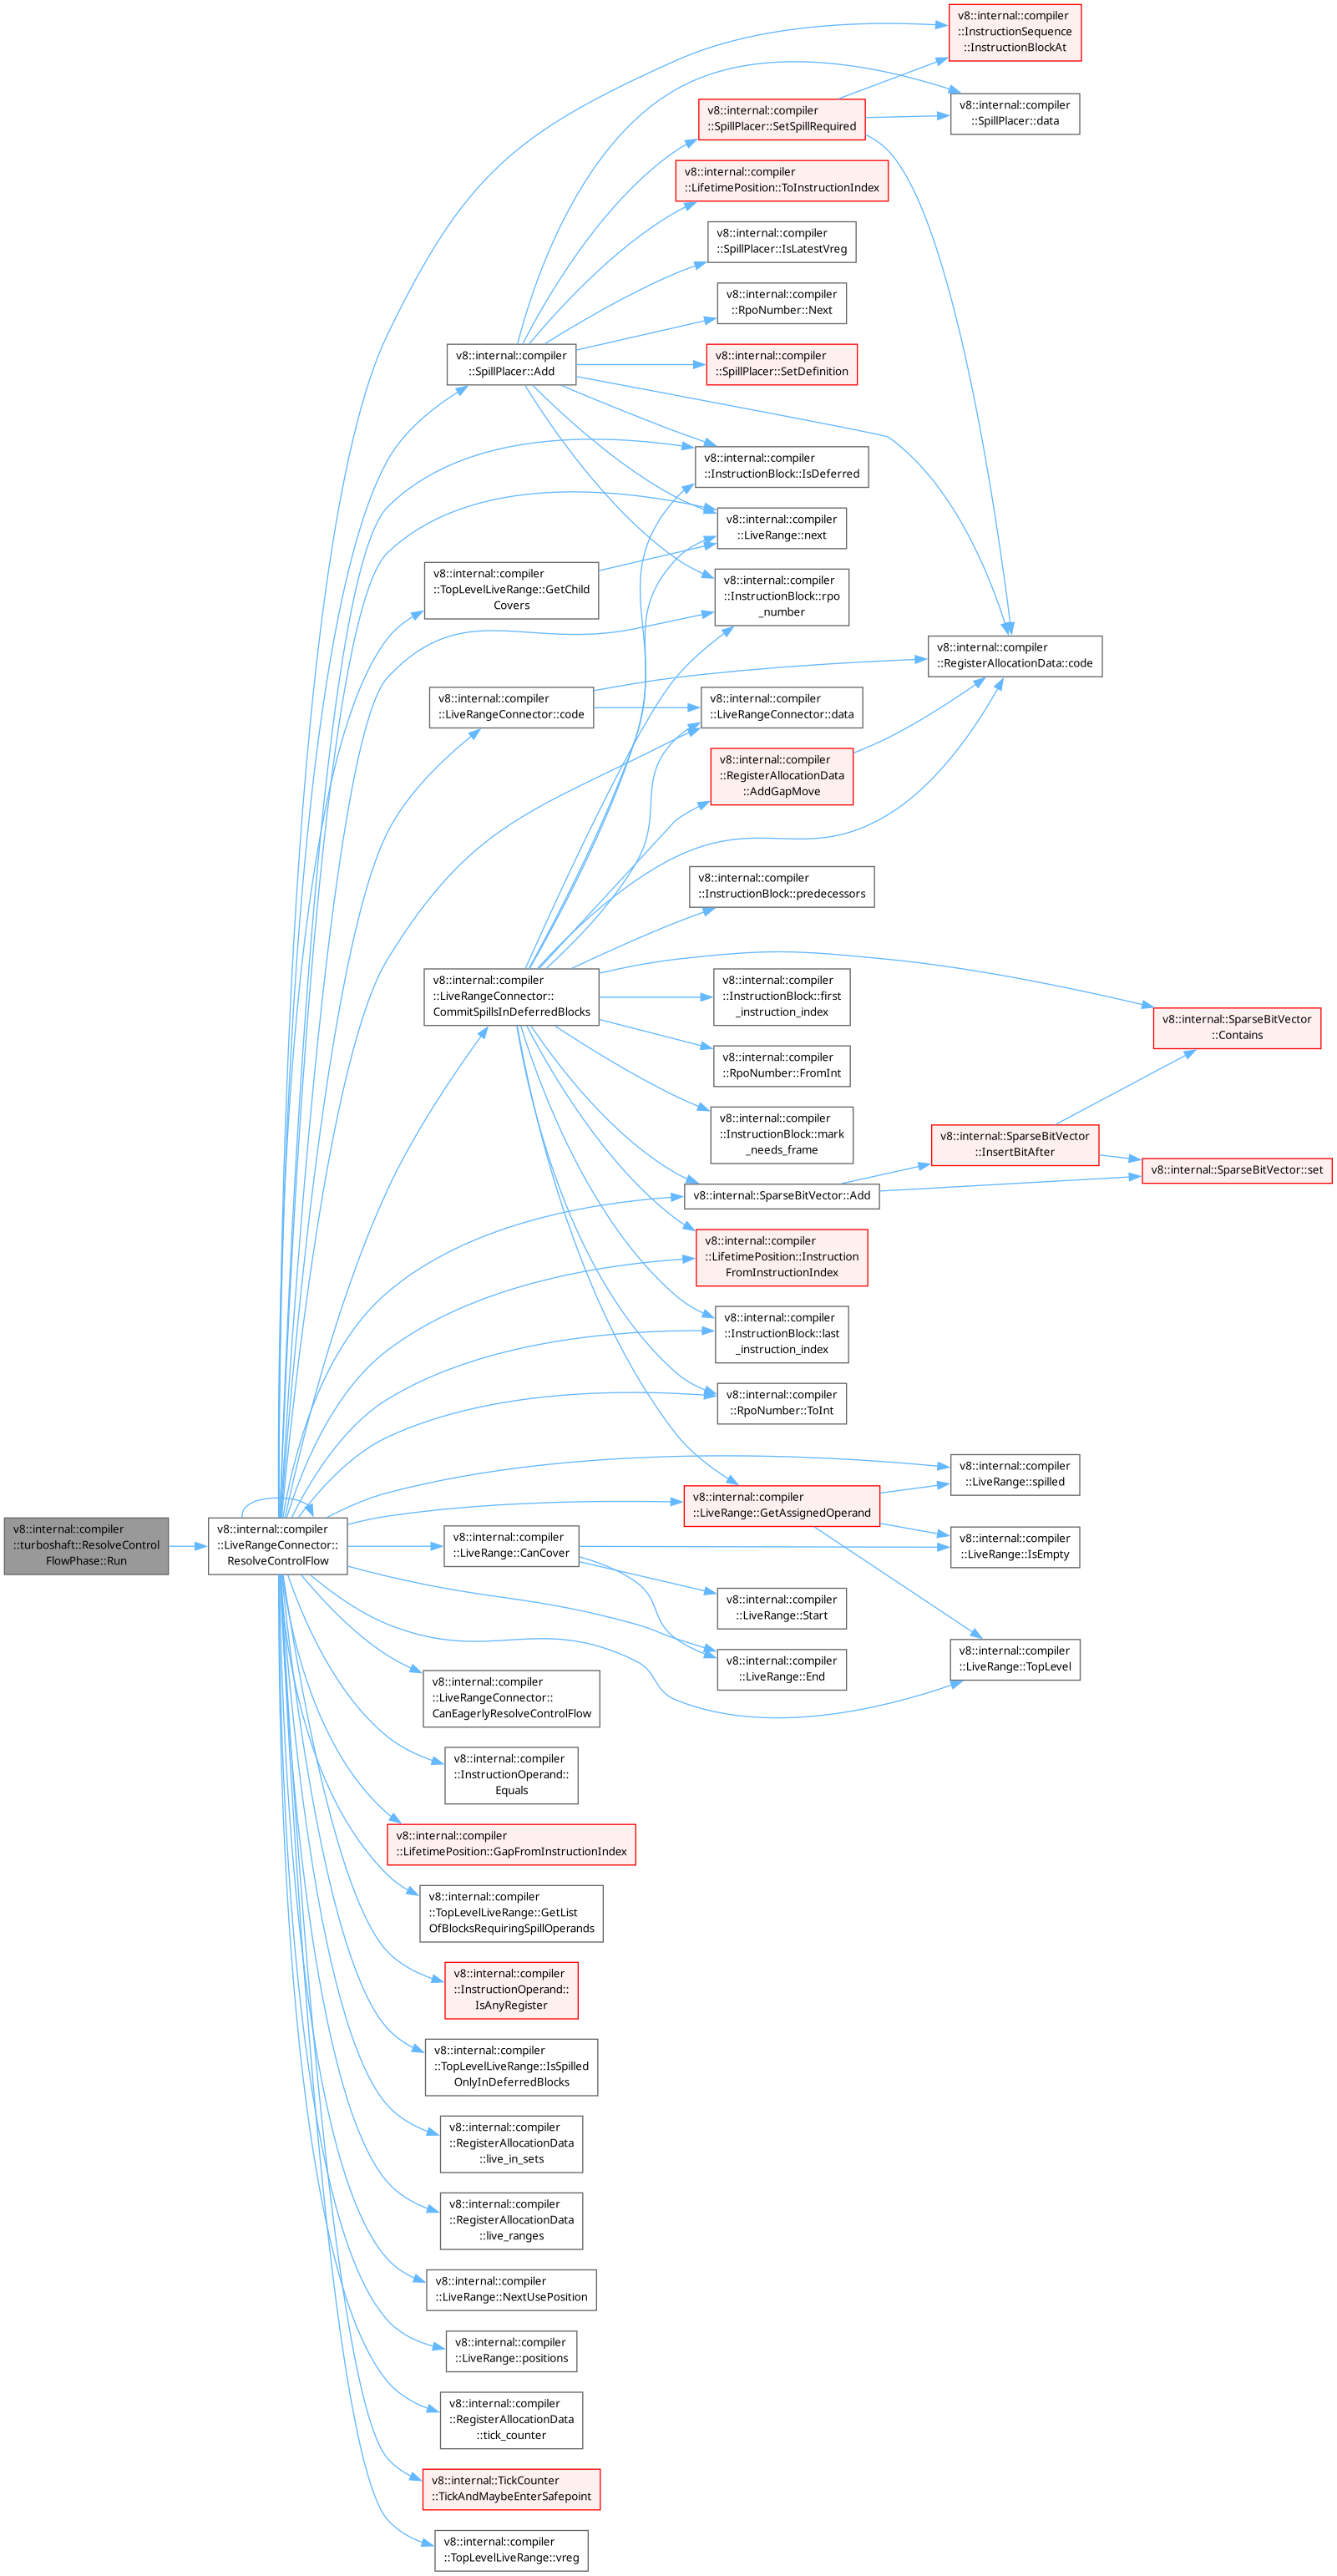 v8::internal::compiler
::InstructionSequence
::InstructionBlockAt
v8::internal::compiler
::SpillPlacer::data
v8::internal::compiler
::SpillPlacer::SetSpillRequired
v8::internal::compiler
::LifetimePosition::ToInstructionIndex
v8::internal::compiler
::SpillPlacer::IsLatestVreg
v8::internal::compiler
::RpoNumber::Next
v8::internal::compiler
::SpillPlacer::Add
v8::internal::compiler
::SpillPlacer::SetDefinition
v8::internal::compiler
::InstructionBlock::IsDeferred
v8::internal::compiler
::LiveRange::next
v8::internal::compiler
::TopLevelLiveRange::GetChild
Covers
v8::internal::compiler
::InstructionBlock::rpo
_number
v8::internal::compiler
::RegisterAllocationData::code
v8::internal::compiler
::LiveRangeConnector::code
v8::internal::compiler
::LiveRangeConnector::data
v8::internal::compiler
::RegisterAllocationData
::AddGapMove
v8::internal::compiler
::InstructionBlock::predecessors
v8::internal::compiler
::LiveRangeConnector::
CommitSpillsInDeferredBlocks
v8::internal::compiler
::InstructionBlock::first
_instruction_index
v8::internal::SparseBitVector
::Contains
v8::internal::compiler
::RpoNumber::FromInt
v8::internal::compiler
::InstructionBlock::mark
_needs_frame
v8::internal::SparseBitVector
::InsertBitAfter
v8::internal::SparseBitVector::set
v8::internal::SparseBitVector::Add
v8::internal::compiler
::LifetimePosition::Instruction
FromInstructionIndex
v8::internal::compiler
::InstructionBlock::last
_instruction_index
v8::internal::compiler
::RpoNumber::ToInt
v8::internal::compiler
::LiveRange::spilled
v8::internal::compiler
::LiveRange::GetAssignedOperand
v8::internal::compiler
::turboshaft::ResolveControl
FlowPhase::Run
v8::internal::compiler
::LiveRangeConnector::
ResolveControlFlow
v8::internal::compiler
::LiveRange::CanCover
v8::internal::compiler
::LiveRange::IsEmpty
v8::internal::compiler
::LiveRange::Start
v8::internal::compiler
::LiveRange::End
v8::internal::compiler
::LiveRange::TopLevel
v8::internal::compiler
::LiveRangeConnector::
CanEagerlyResolveControlFlow
v8::internal::compiler
::InstructionOperand::
Equals
v8::internal::compiler
::LifetimePosition::GapFromInstructionIndex
v8::internal::compiler
::TopLevelLiveRange::GetList
OfBlocksRequiringSpillOperands
v8::internal::compiler
::InstructionOperand::
IsAnyRegister
v8::internal::compiler
::TopLevelLiveRange::IsSpilled
OnlyInDeferredBlocks
v8::internal::compiler
::RegisterAllocationData
::live_in_sets
v8::internal::compiler
::RegisterAllocationData
::live_ranges
v8::internal::compiler
::LiveRange::NextUsePosition
v8::internal::compiler
::LiveRange::positions
v8::internal::compiler
::RegisterAllocationData
::tick_counter
v8::internal::TickCounter
::TickAndMaybeEnterSafepoint
v8::internal::compiler
::TopLevelLiveRange::vreg